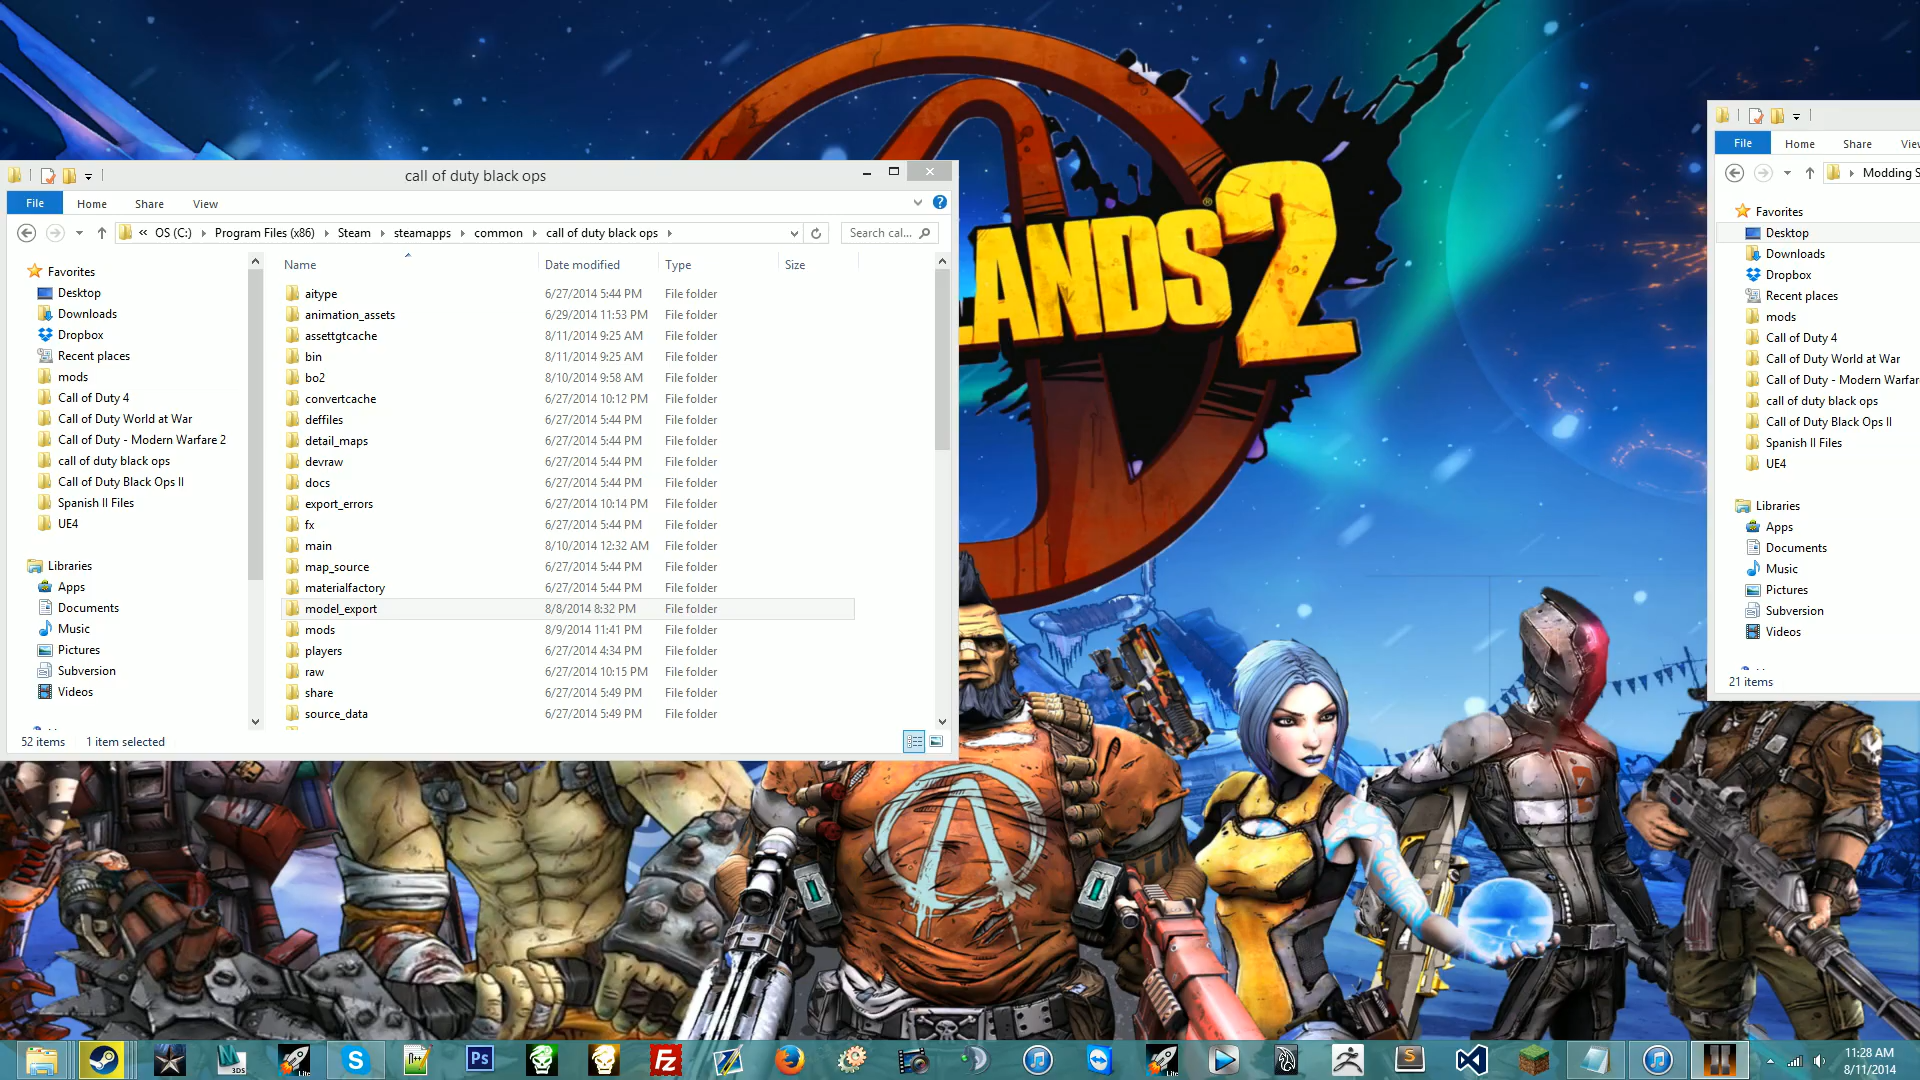 LANDS 2
®
call of duty black ops
File Home Share View
« OS (C:) Program Files (x86) Steam steamapps common call of duty black ops
Search cal...
Favorites
Desktop
Downloads
Dropbox
Recent places
mods
Call of Duty 4
Call of Duty World at War
Call of Duty - Modern Warfare 2
call of duty black ops
Call of Duty Black Ops II
Spanish II Files
UE4
Libraries
Apps
Documents
Music
Pictures
Subversion
Videos
Name Date modified Type Size
aitype 6/27/2014 5:44 PM File folder
animation_assets 6/29/2014 11:53 PM File folder
assettgtcache 8/11/2014 9:25 AM File folder
bin 8/11/2014 9:25 AM File folder
bo2 8/10/2014 9:58 AM File folder
convertcache 6/27/2014 10:12 PM File folder
deffiles 6/27/2014 5:44 PM File folder
detail_maps 6/27/2014 5:44 PM File folder
devraw 6/27/2014 5:44 PM File folder
docs 6/27/2014 5:44 PM File folder
export_errors 6/27/2014 10:14 PM File folder
fx 6/27/2014 5:44 PM File folder
main 8/10/2014 12:32 AM File folder
map_source 6/27/2014 5:44 PM File folder
materialfactory 6/27/2014 5:44 PM File folder
model_export 8/8/2014 8:32 PM File folder
mods 8/9/2014 11:41 PM File folder
players 6/27/2014 4:34 PM File folder
raw 6/27/2014 10:15 PM File folder
share 6/27/2014 5:49 PM File folder
source_data 6/27/2014 5:49 PM File folder
52 items 1 item selected
File Home Share View
Modding S
Favorites
Desktop
Downloads
Dropbox
Recent places
mods
Call of Duty 4
Call of Duty World at War
Call of Duty - Modern Warfar
call of duty black ops
Call of Duty Black Ops II
Spanish II Files
UE4
Libraries
Apps
Documents
Music
Pictures
Subversion
Videos
21 items
3DS
Lite
Ps
Lite
11:28 AM
8/11/2014